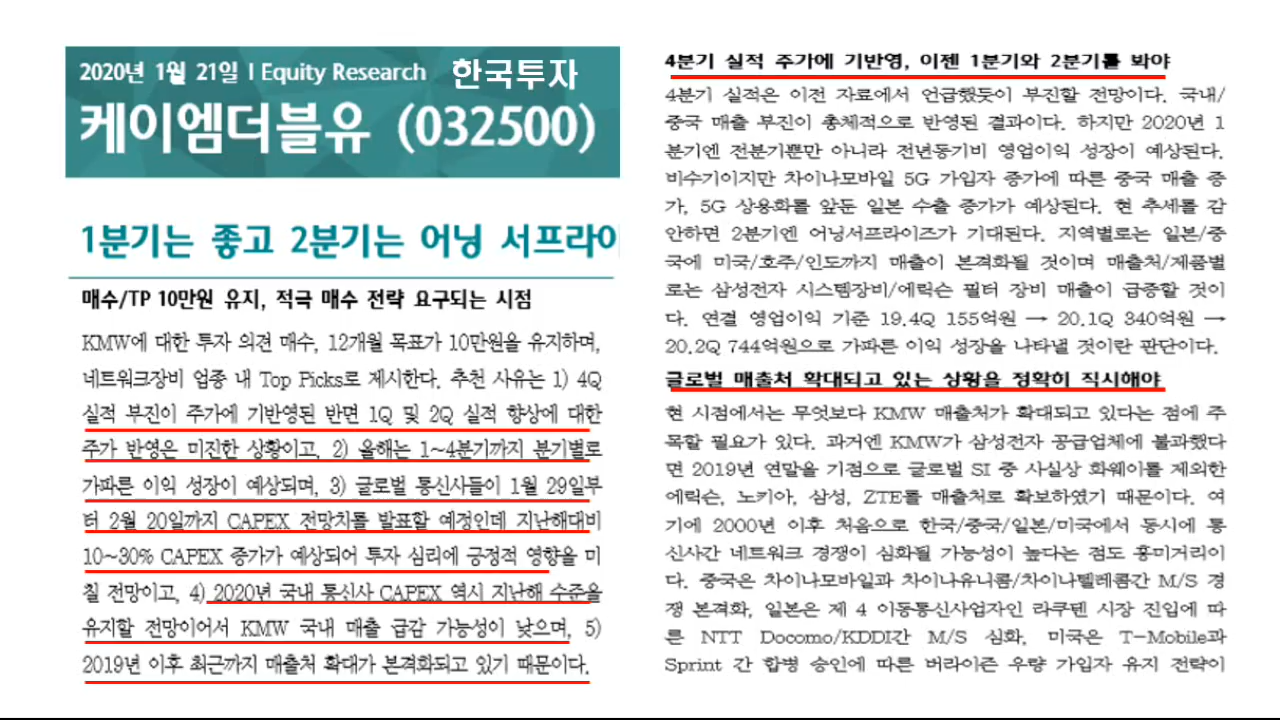 2020년 1월 21일 I Equity Research 한국투자
케이엠더블유 (032500)
1분기는 좋고 2분기는 어닝 서프라이
매수/TP 10만원 유지, 적극 매수 전략 요구되는 시점
KMW에 대한 투자 의견 매수, 12개월 목표가 10만원을 유지하며,
네트워크장비 업종 내 Top Picks로 제시한다. 추천 사유는 1) 4Q
실적 부진이 주가에 기반영된 반면 1Q 및 2Q 실적 향상에 대한
주가 반영은 미진한 상황이고, 2) 올해는 1~4분기까지 분기별로
가파른 이익 성장이 예상되며, 3) 글로벌 통신사들이 1월 29일부
터 2월 20일까지 CAPEX 전망치를 발표할 예정인데 지난해대비
10~30% CAPEX 증가가 예상되어 투자 심리에 긍정적 영향을 미
칠 전망이고, 4) 2020년 국내 통신사 CAPEX 역시 지난해 수준을
유지할 전망이어서 KMW 국내 매출 급감 가능성이 낮으며, 5)
2019년 이후 최근까지 매출처 확대가 본격화되고 있기 때문이다.
4분기 실적 주가에 기반영, 이젠 1분기와 2분기를 봐야
4분기 실적은 이전 자료에서 언급했듯이 부진할 전망이다. 국내/
중국 매출 부진이 총체적으로 반영된 결과이다. 하지만 2020년 1
분기엔 전분기뿐만 아니라 전년동기비 영업이익 성장이 예상된다.
비수기이지만 차이나모바일 5G 가입자 증가에 따른 중국 매출 증
가, 5G 상용화를 앞둔 일본 수출 증가가 예상된다. 현 추세를 감
안하면 2분기엔 어닝서프라이즈가 기대된다. 지역별로는 일본/중
국에 미국/호주/인도까지 매출이 본격화될 것이며 매출처/제품별
로는 삼성전자 시스템장비/에릭슨 필터 장비 매출이 급증할 것이
다. 연결 영업이익 기준 19.4Q 155억원 → 20.1Q 340억원 →
20.2Q 744억원으로 가파른 이익 성장을 나타낼 것이란 판단이다.
글로벌 매출처 확대되고 있는 상황을 정확히 직시해야
현 시점에서는 무엇보다 KMW 매출처가 확대되고 있다는 점에 주
목할 필요가 있다. 과거엔 KMW가 삼성전자 공급업체에 불과했다
면 2019년 연말을 기점으로 글로벌 SI 중 사실상 화웨이를 제외한
에릭슨, 노키아, 삼성, ZTE를 매출처로 확보하였기 때문이다. 여
기에 2000년 이후 처음으로 한국/중국/일본/미국에서 동시에 통
신사간 네트워크 경쟁이 심화될 가능성이 높다는 점도 흥미거리이
다. 중국은 차이나모바일과 차이나유니콤/차이나텔레콤간 M/S 경
쟁 본격화, 일본은 제 4 이동통신사업자인 라쿠텐 시장 진입에 따
른 NTT Docomo/KDDI간 M/S 심화, 미국은 T-Mobile과
Sprint 간 합병 승인에 따른 버라이즌 우량 가입자 유지 전략이